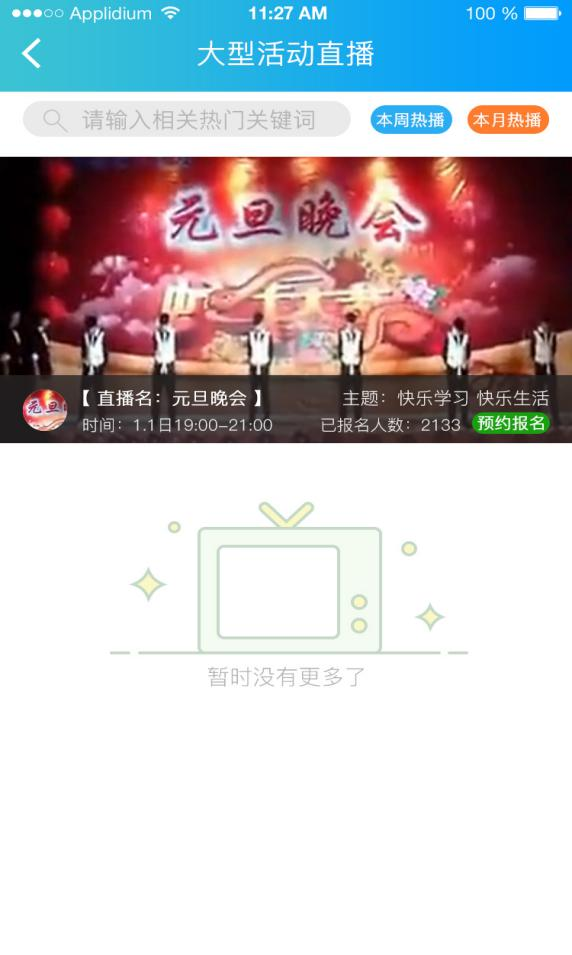 Applidium 11:27 AM 100 %
大型活动直播
请输入相关热门关键词 本周热播 本月热播
元旦晚会
元旦
【 直播名：元旦晚会 】 主题：快乐学习 快乐生活
时间：1.1日19:00-21:00 已报名人数：2133 预约报名
暂时没有更多了